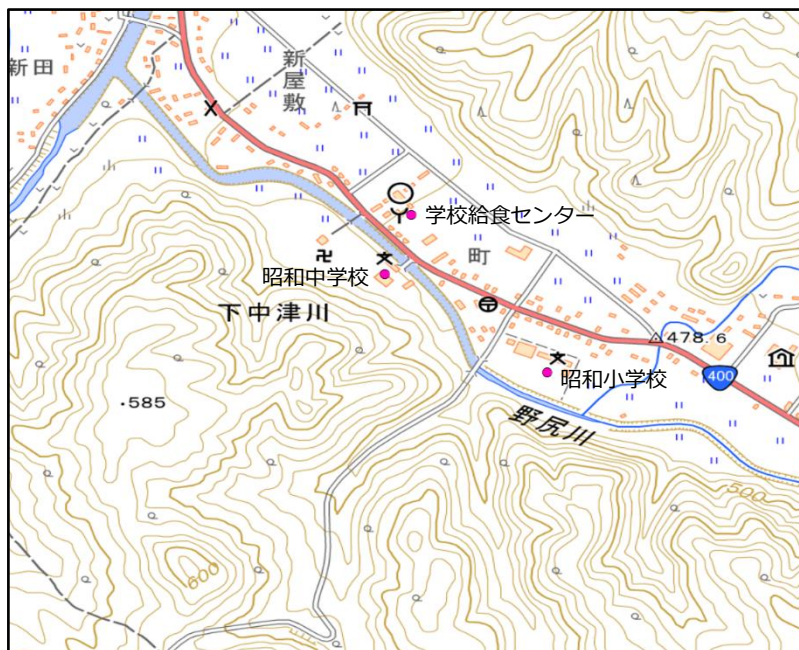 新田
新屋敷
学校給食センター
町
昭和中学校
下中津川
478.6
昭和小学校
400
・585
野尻川
500
600